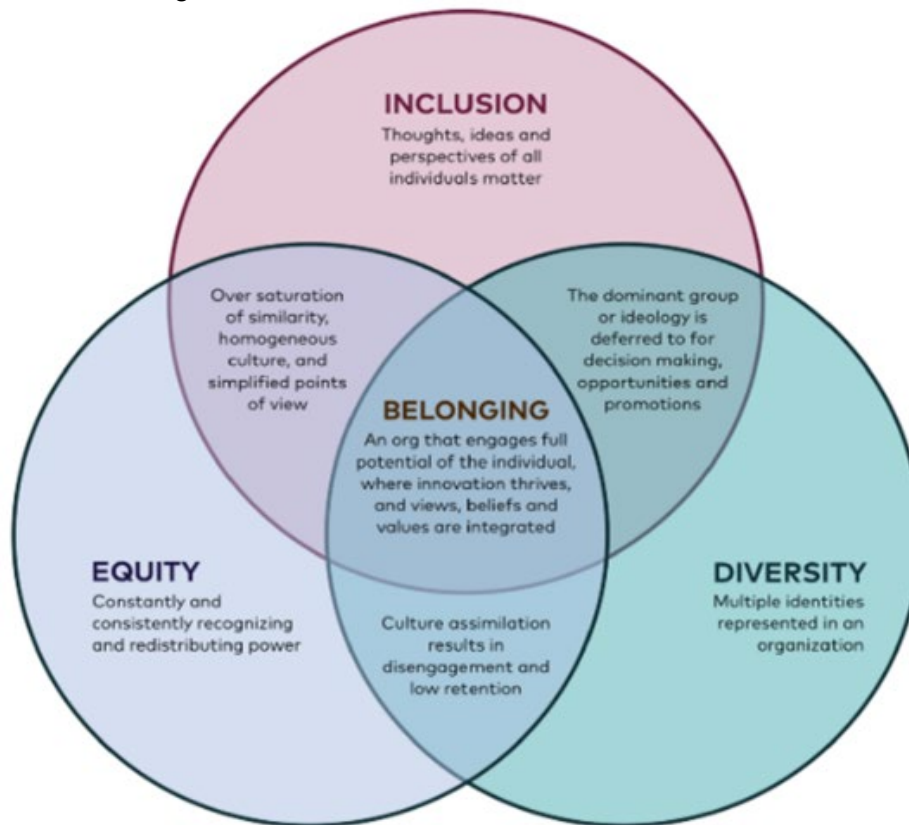 INCLUSION
Thoughts, ideas and
perspectives of all
individuals matter
Over saturation
of similarity,
homogeneous
culture, and
simplified points
of view
The dominant group
or ideology is
deferred to for
decision making,
opportunities and
promotions
BELONGING
An org that engages full
potential of the individual,
where innovation thrives,
and views, beliefs and
values are integrated
EQUITY
Constantly and
consistently recognizing
and redistributing power
Culture assimilation
results in
disengagement and
low retention
DIVERSITY
Multiple identities
represented in an
organization